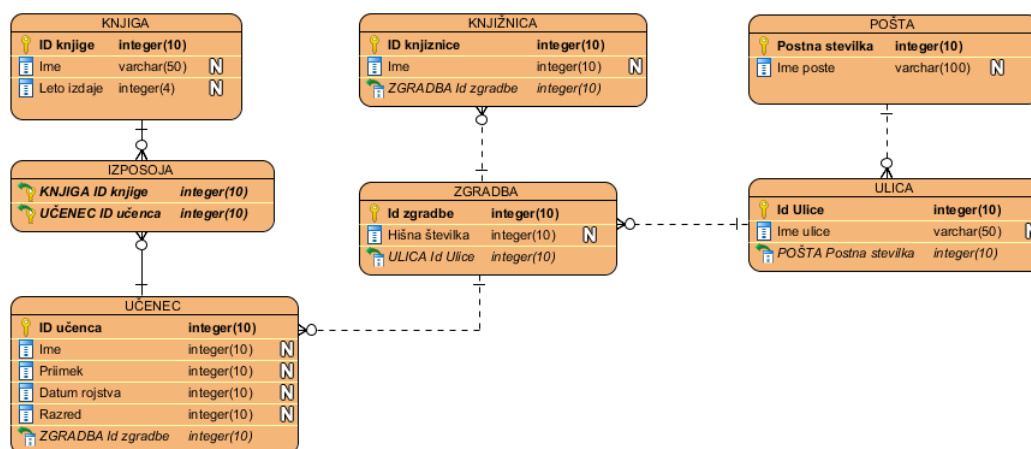 KNJIGA
ID knjige integer(10)
Ime varchar(50) N
Leto izdaje integer(4) N
KNJIŽNICA
ID knjiznice integer(10)
Ime integer(10) N
ZGRADBA Id zgradbe integer(10)
POŠTA
Postna stevilka integer(10)
Ime poste varchar(100) N
IZPOSOJA
KNJIGA ID knjige integer(10)
UČENEC ID učenca integer(10)
ZGRADBA
Id zgradbe integer(10)
Hišna številka integer(10) N
ULICA Id Ulice integer(10)
ULICA
Id Ulice integer(10)
Ime ulice varchar(50) N
POŠTA Postna stevilka integer(10)
UČENEC
ID učenca integer(10)
Ime integer(10) N
Priimek integer(10) N
Datum rojstva integer(10) N
Razred integer(10) N
ZGRADBA Id zgradbe integer(10)